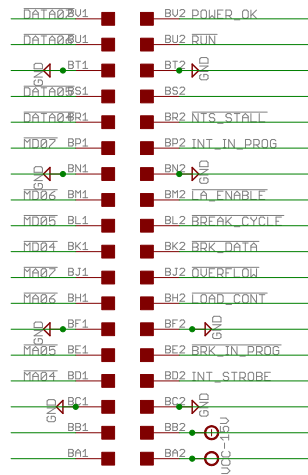 DATA07 BV1 BV2 POWER_OK
DATA06 BU1 BU2 RUN
GND BT1 BT2 GND
DATA05 BS1 BS2
DATA04 BR1 BR2 NTS_STALL
MD07 BP1 BP2 INT_IN_PROG
GND BN1 BN2 GND
MD06 BM1 BM2 LA_ENABLE
MD05 BL1 BL2 BREAK_CYCLE
MD04 BK1 BK2 BRK_DATA
MA07 BJ1 BJ2 OVERFLOW
MA06 BH1 BH2 LOAD_CONT
GND BF1 BF2 GND
MA05 BE1 BE2 BRK_IN_PROG
MA04 BD1 BD2 INT_STROBE
GND BC1 BC2 GND
BB1 BB2
BA1 BA2 VCC-15V